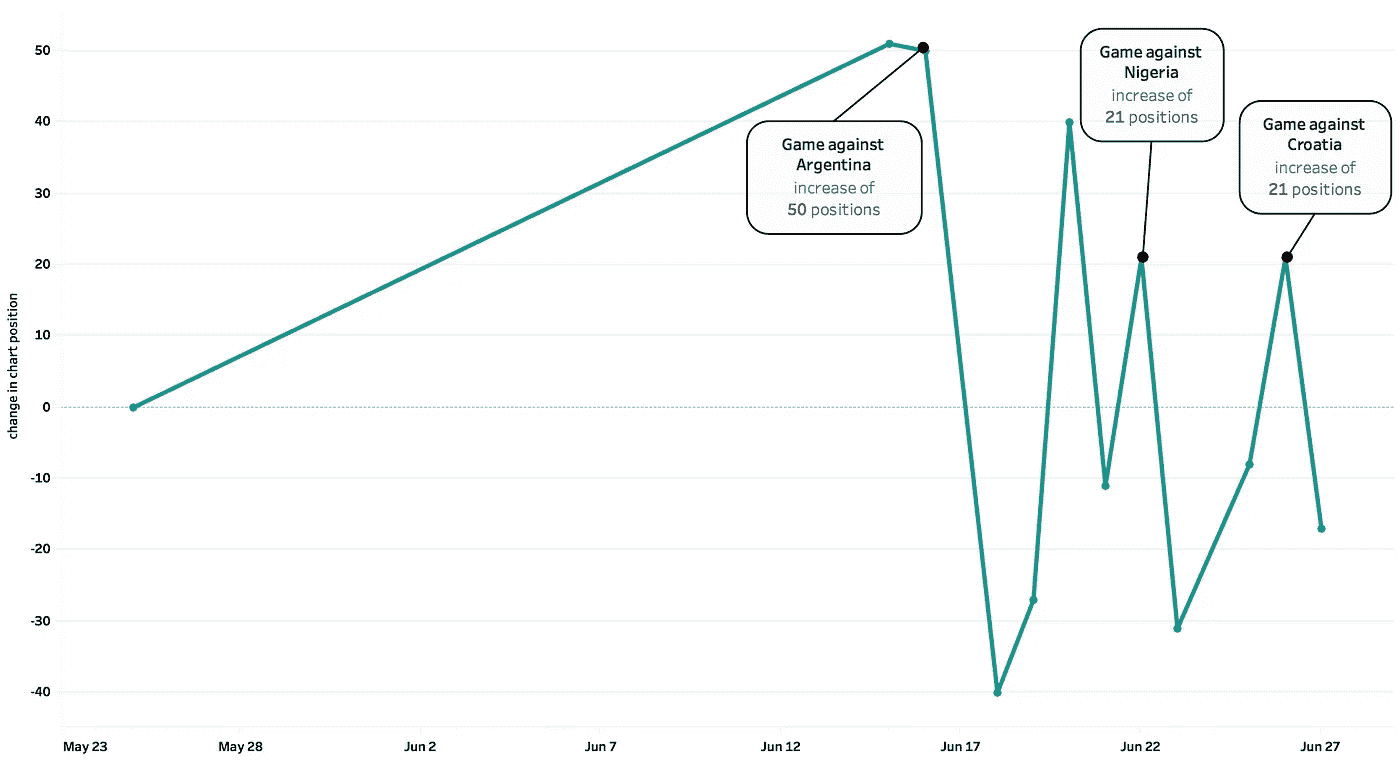 50
40
30
20
10
0
-10
-20
-30
-40
change in chart position
Game against
Argentina
increase of
50 positions
Game against
Nigeria
increase of
21 positions
Game against
Croatia
increase of
21 positions
May 23
May 28
Jun 2
Jun 7
Jun 12
Jun 17
Jun 22
Jun 27